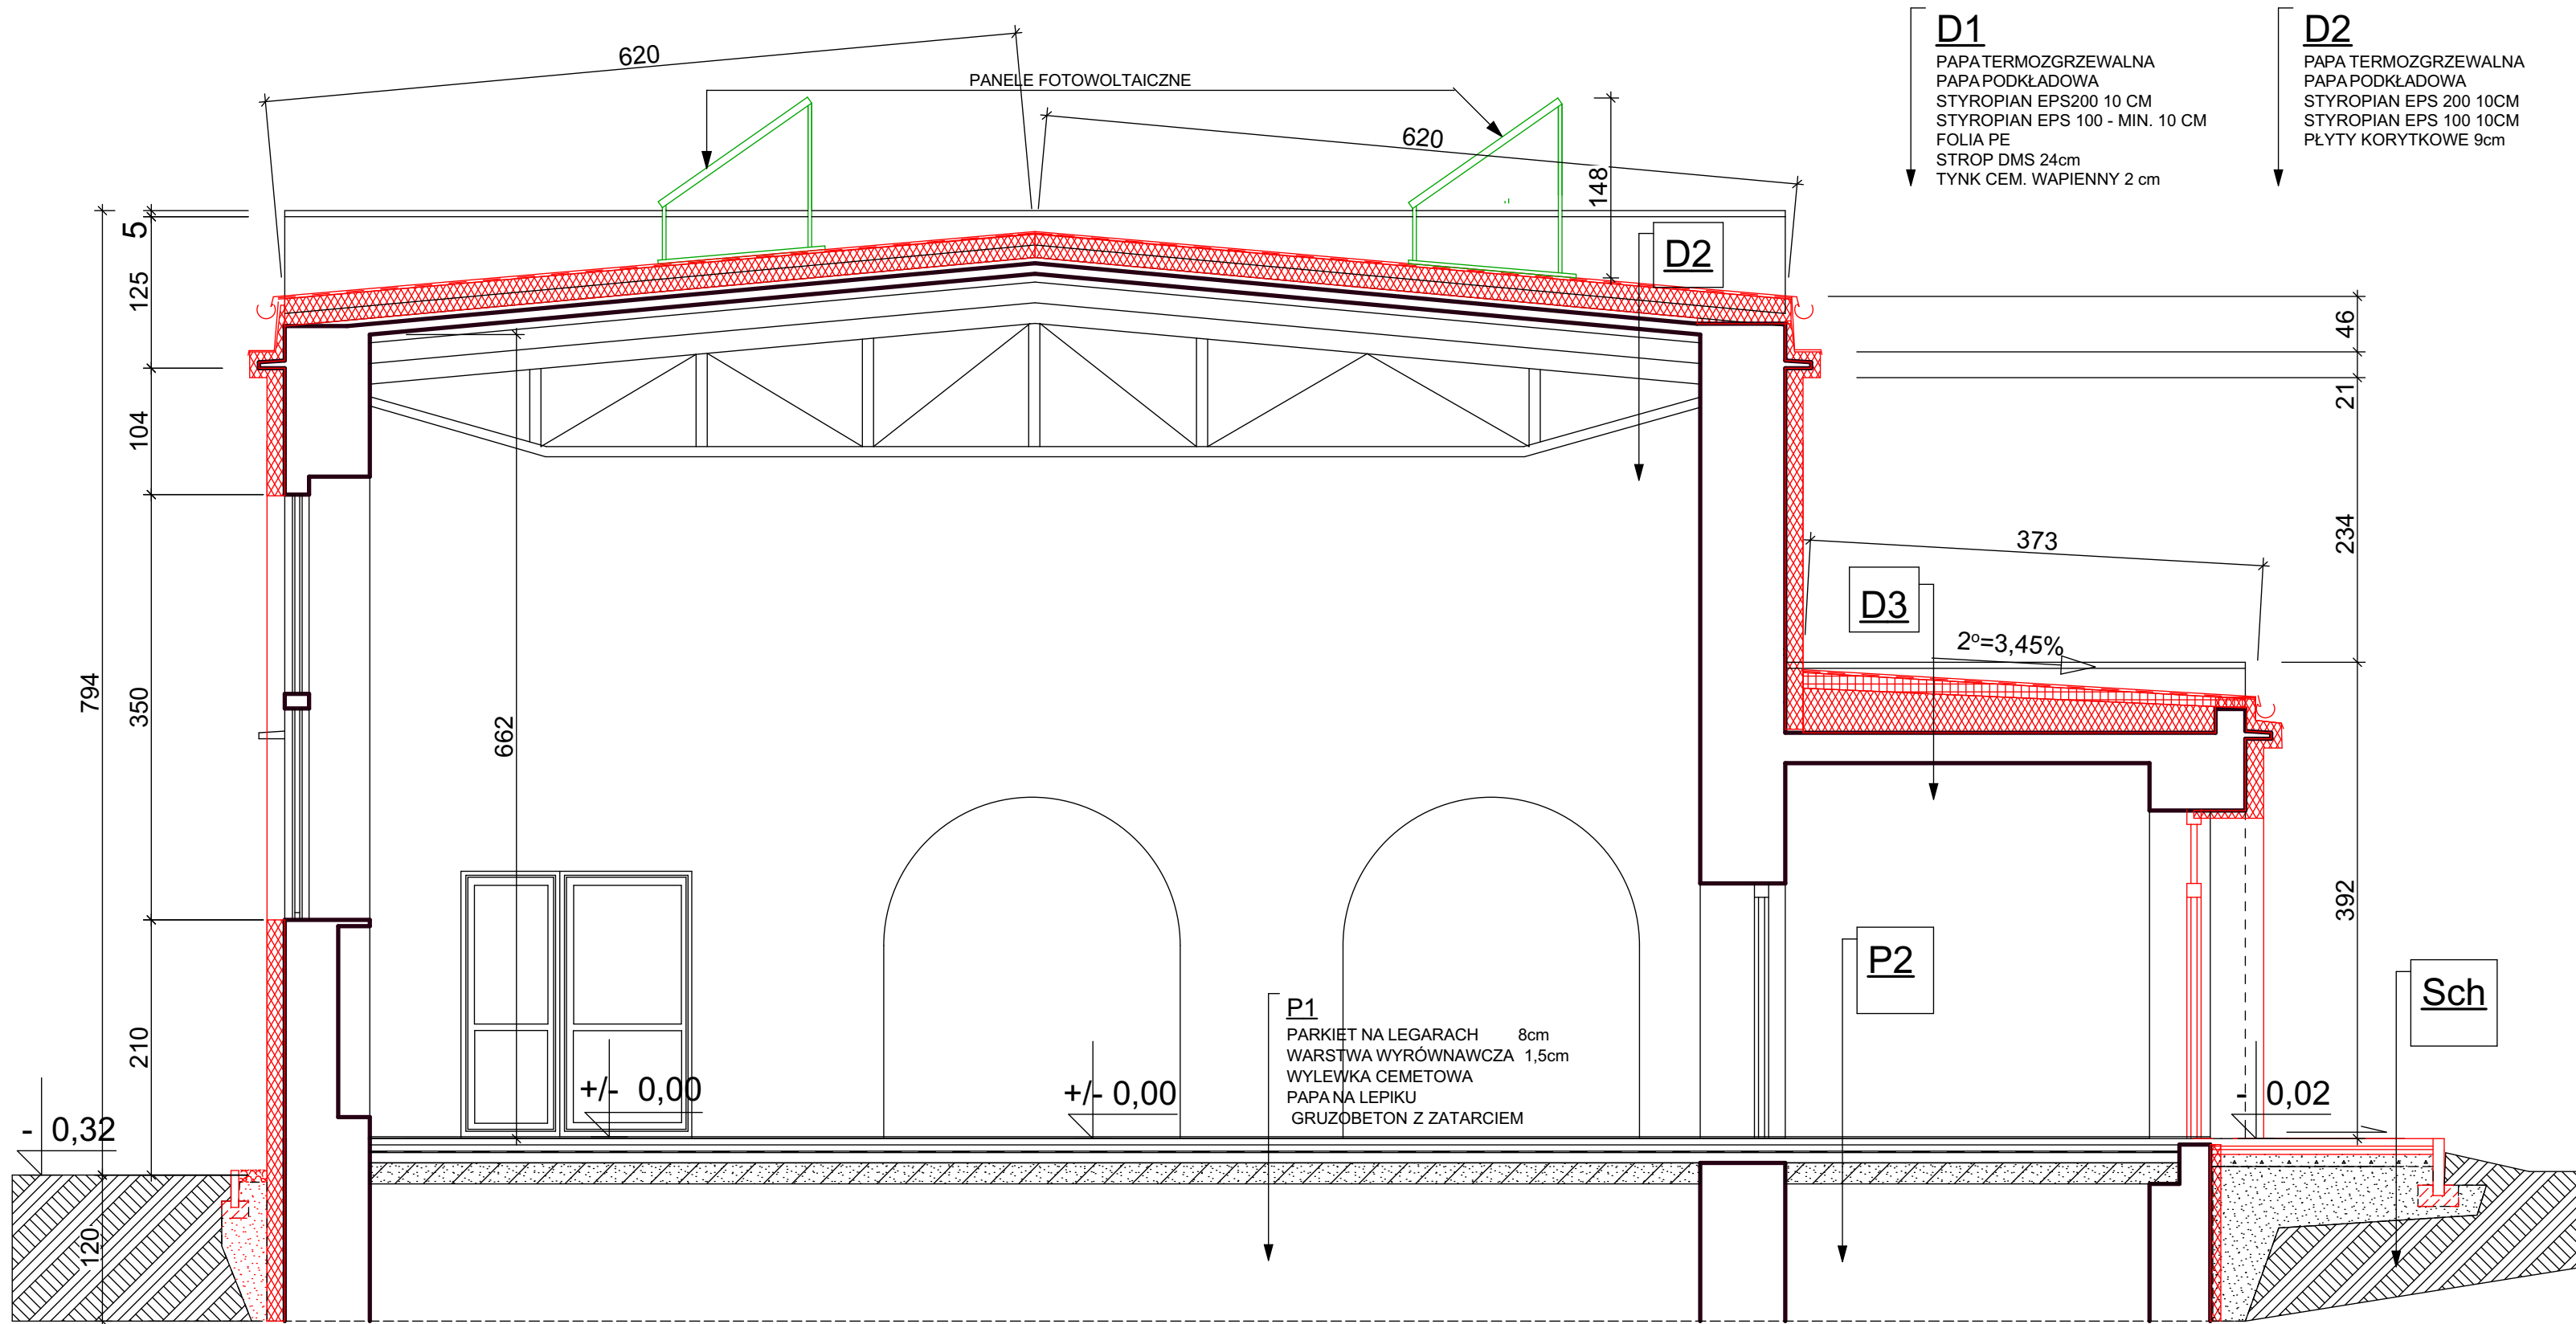 D1
PAPA TERMOZGRZEWALNA
PAPA PODKŁADOWA
STYROPIAN EPS200 10 CM
STYROPIAN EPS 100 - MIN. 10 CM
FOLIA PE
STROP DMS 24cm
TYNK CEM. WAPIENNY 2 cm
D2
PAPA TERMOZGRZEWALNA
PAPA PODKŁADOWA
STYROPIAN EPS 200 10CM
STYROPIAN EPS 100 10CM
PŁYTY KORYTKOWE 9cm
620
PANELE FOTOWOLTAICZNE
620
148
5
125
104
794
350
210
120
662
D2
46
21
234
392
373
D3
2º=3,45%
P2
Sch
P1
PARKIET NA LEGARACH 8cm
WARSTWA WYRÓWNAWCZA 1,5cm
WYLEWKA CEMETOWA
PAPA NA LEPIKU
GRUZOBETON Z ZATARCIEM
+/- 0,00
+/- 0,00
- 0,32
- 0,02